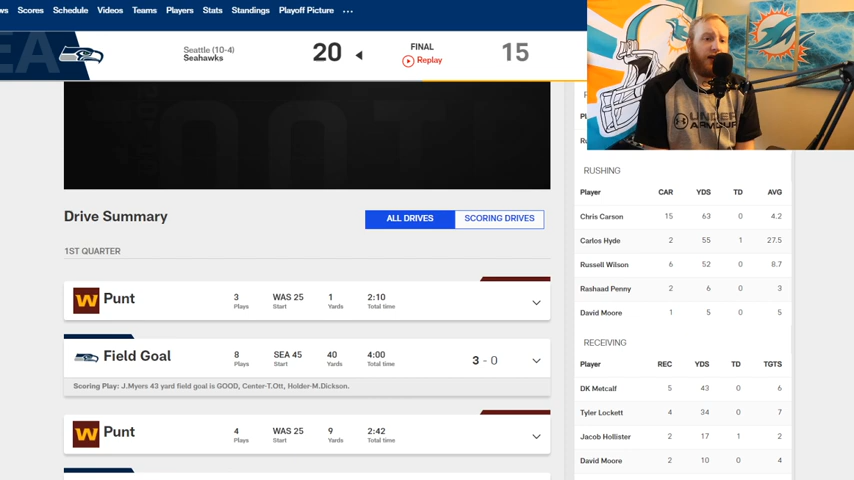 ws Scores Schedule Videos Teams Players Stats Standings Playoff Picture ...
EA
Seattle (10-4)
Seahawks
20
FINAL
Replay
15
UNDER ARMOUR
Drive Summary
ALL DRIVES SCORING DRIVES
1ST QUARTER
W Punt
3 WAS 25 1 2:10
Plays Start Yards Total time
Field Goal
8 SEA 45 40 4:00 3 - 0
Plays Start Yards Total time
Scoring Play: J.Myers 43 yard field goal is GOOD, Center-T.Ott, Holder-M.Dickson.
W Punt
4 WAS 25 9 2:42
Plays Start Yards Total time
RUSHING
Player CAR YDS TD AVG
Chris Carson 15 63 0 4.2
Carlos Hyde 2 55 1 27.5
Russell Wilson 6 52 0 8.7
Rashaad Penny 2 6 0 3
David Moore 1 5 0 5
RECEIVING
Player REC YDS TD TGTS
DK Metcalf 5 43 0 6
Tyler Lockett 4 34 0 7
Jacob Hollister 2 17 1 2
David Moore 2 10 0 4